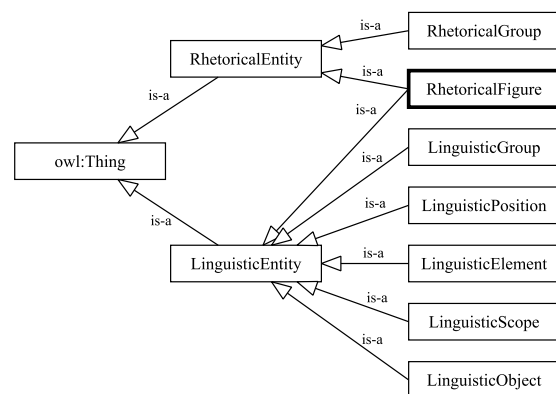 RhetoricalGroup
is-a
RhetoricalEntity
is-a
RhetoricalFigure
is-a
is-a
LinguisticGroup
owl:Thing
is-a
LinguisticPosition
is-a
is-a
LinguisticEntity
is-a
LinguisticElement
is-a
LinguisticScope
is-a
LinguisticObject